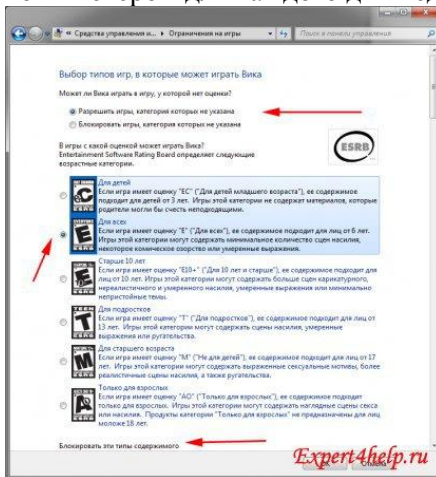 « Средства управления и... ▸ Ограничения на игры
Поиск в панели управления
Выбор типов игр, в которые может играть Вика
Может ли Вика играть в игру, у которой нет оценки?
Разрешить игры, категория которых не указана
Блокировать игры, категория которых не указана
В игры с какой оценкой может играть Вика?
Entertainment Software Rating Board определяет следующие
возрастные категории.
ESRB
Для детей
Если игра имеет оценку "EC" ("Для детей младшего возраста"), ее содержимое
подходит для детей от 3 лет. Игры этой категории не содержат материалов, которые
родители могли бы счесть неподходящими.
Для всех
Если игра имеет оценку "E" ("Для всех"), ее содержимое подходит для лиц от 6 лет.
Игры этой категории могут содержать минимальное количество сцен насилия,
некоторое комическое озорство или умеренные выражения.
Старше 10 лет
Если игра имеет оценку "E10+" ("Для 10 лет и старше"), ее содержимое подходит для
лиц от 10 лет. Игры этой категории могут содержать больше сцен карикатурного,
нереалистичного и умеренного насилия, умеренные выражения или минимально
непристойные темы.
Для подростков
Если игра имеет оценку "T" ("Для подростков"), ее содержимое подходит для лиц от
13 лет. Игры этой категории могут содержать сцены насилия, умеренные
выражения или ругательства.
Для старшего возраста
Если игра имеет оценку "M" ("Не для детей"), ее содержимое подходит для лиц от 17
лет. Игры этой категории могут содержать выраженные сексуальные мотивы, более
реалистичные сцены насилия, а также ругательства.
Только для взрослых
Если игра имеет оценку "AO" ("Только для взрослых"), ее содержимое подходит
только для взрослых. Игры этой категории могут содержать наглядные сцены секса
или насилия. Продукты категории "Только для взрослых" не предназначены для лиц
моложе 18 лет.
Блокировать эти типы содержимого
Expert4help.ru
OK Отмена